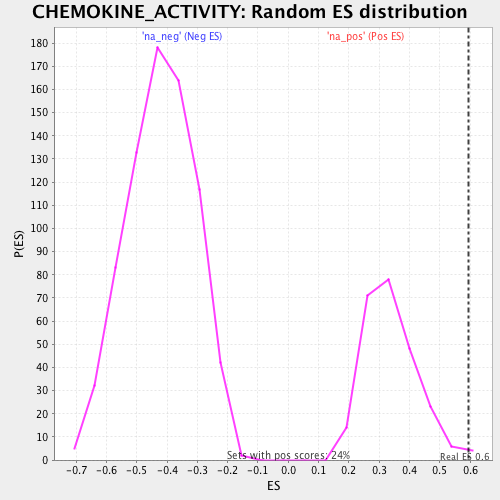 CHEMOKINE_ACTIVITY: Random ES distribution
'na_neg' (Neg ES)
'na_pos' (Pos ES)
180
170
160
150
140
130
120
110
100
90
80
70
60
50
40
30
20
10
0
P(ES)
Sets with pos scores: 24%
Real ES 0.6
-0.7 -0.6 -0.5 -0.4 -0.3 -0.2 -0.1 0.0 0.1 0.2 0.3 0.4 0.5 0.6
ES